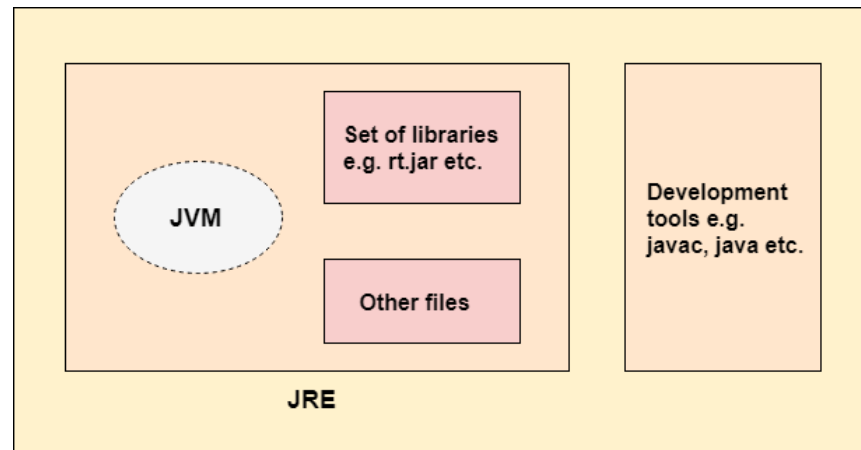 JVM
Set of libraries
e.g. rt.jar etc.
Other files
JRE
Development
tools e.g.
javac, java etc.